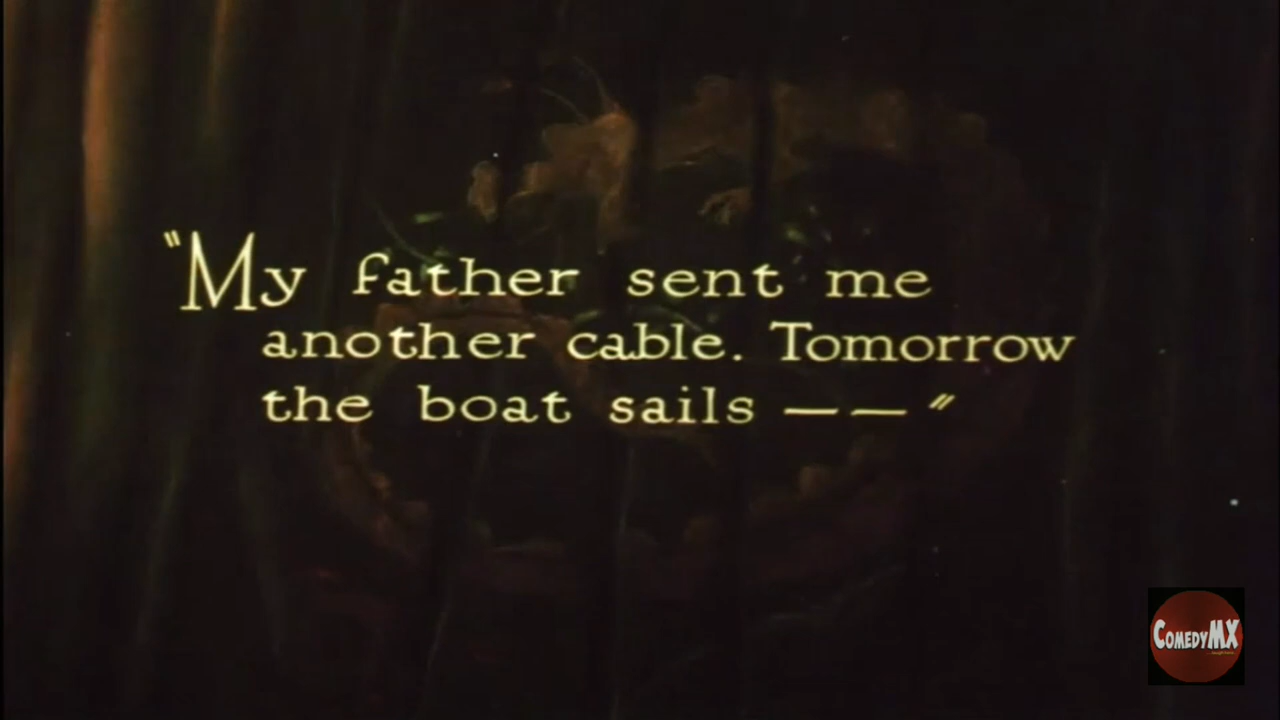 "My father sent me
another cable. Tomorrow
the boat sails — — "
COMEDYMX